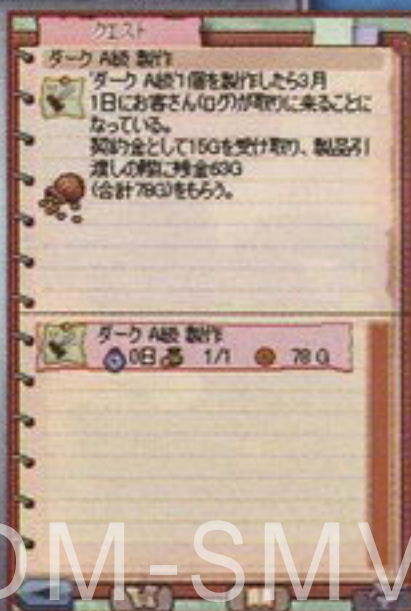 クエスト
ダーク A級 製作
'ダーク A級'1個を製作したら3月
1日にお客さん(ログ)が取りに来ることに
なっている。
契約金として15Gを受け取り、製品引
渡しの際に残金63G
(合計78G)をもらう。
ダーク A級 製作
0日 1/1 78 G
OM-SMV